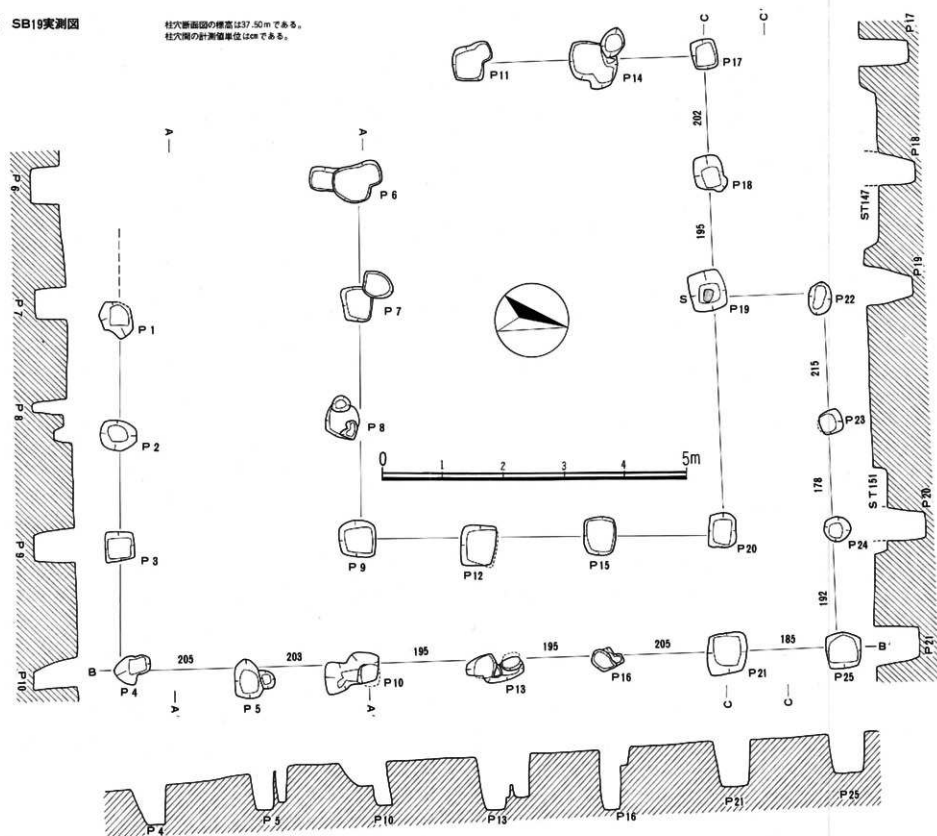 SB19実測図
柱穴断面図の標高は37.50mである。
柱穴間の計測値単位はcmである。
C
C'
P17
P11
P14
P17
202
A
A
P18
P6
P6
P18
ST147
195
P19
P7
P1
P7
S
P19
P22
215
P8
P2
P8
P23
0
1
2
3
4
5m
178
ST151
P20
P9
P3
P9
P12
P15
P20
P24
192
P21
B
205
203
195
195
205
185
B'
P10
P4
P5
P10
P13
P16
P21
P25
A'
A'
C
C
P4
P5
P10
P13
P16
P21
P25